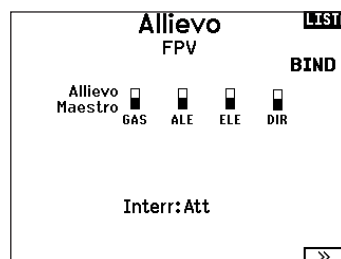 Allievo
LIST
FPV
BIND
Allievo
Maestro
GAS ALE ELE DIR
Interr: Att
»